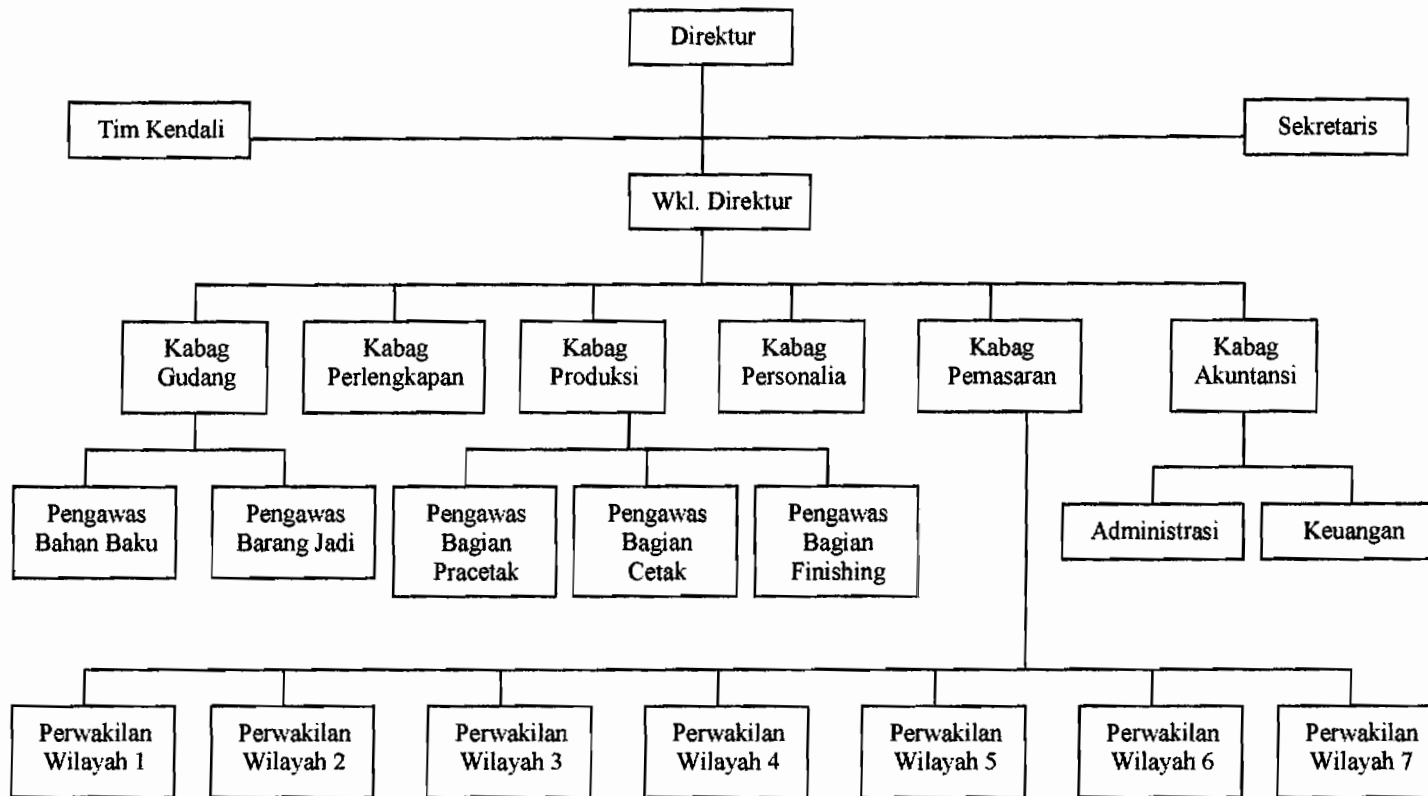 Direktur
Tim Kendali
Sekretaris
Wkl. Direktur
Kabag
Gudang
Kabag
Perlengkapan
Kabag
Produksi
Kabag
Personalia
Kabag
Pemasaran
Kabag
Akuntansi
Pengawas
Bahan Baku
Pengawas
Barang Jadi
Pengawas
Bagian
Pracetak
Pengawas
Bagian
Cetak
Pengawas
Bagian
Finishing
Administrasi
Keuangan
Perwakilan
Wilayah 1
Perwakilan
Wilayah 2
Perwakilan
Wilayah 3
Perwakilan
Wilayah 4
Perwakilan
Wilayah 5
Perwakilan
Wilayah 6
Perwakilan
Wilayah 7